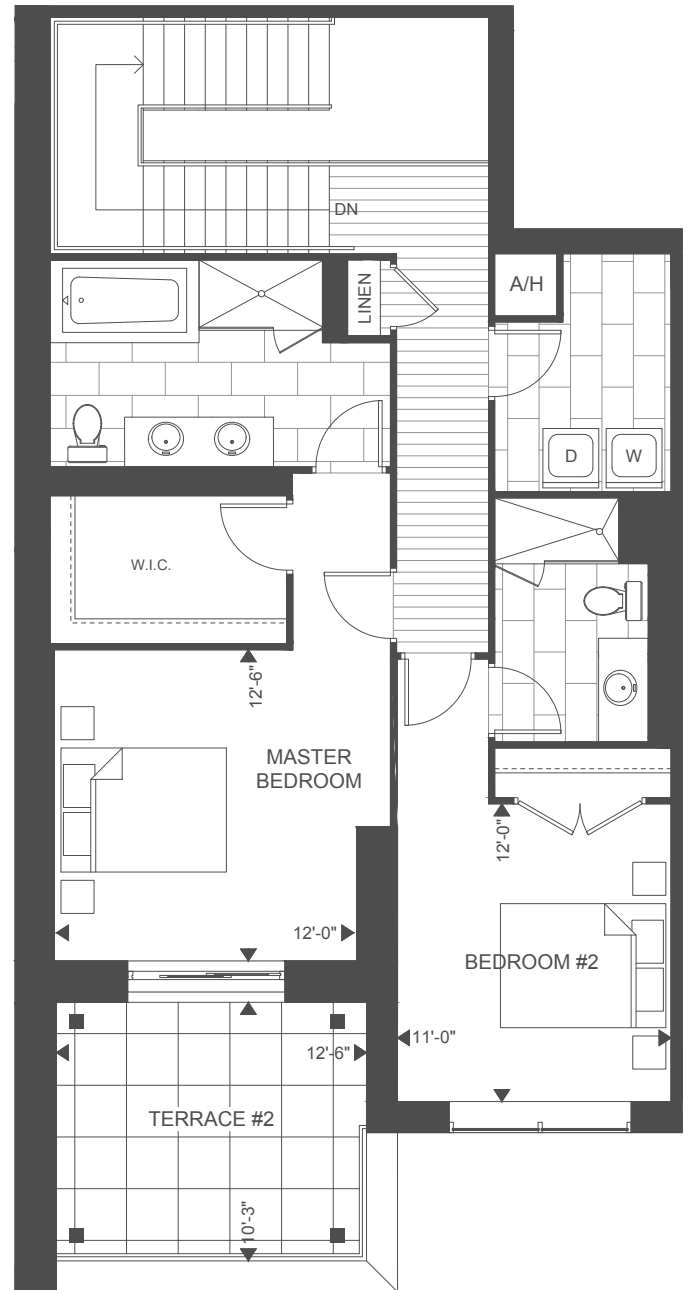 DN
LINEN
A/H
D
W
W.I.C.
12'-6"
MASTER
BEDROOM
12'-0"
12'-0"
BEDROOM #2
11'-0"
12'-6"
TERRACE #2
10'-3"